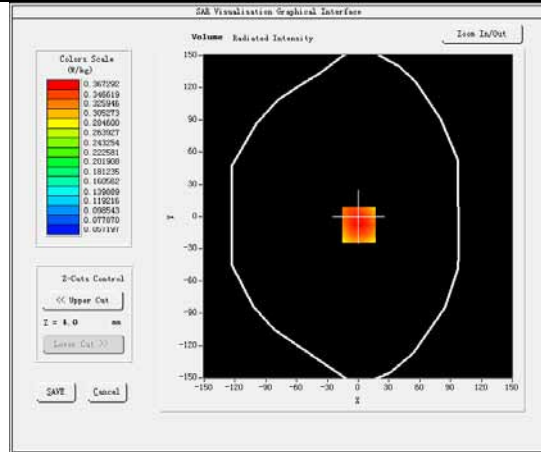 SAR Visualisation Graphical Interface
Volume Radiated Intensity
Zoom In/Out
Colors Scale
(W/kg)
0.367292
0.346619
0.325946
0.305273
0.284600
0.263927
0.243254
0.222581
0.201908
0.181235
0.160562
0.139889
0.119216
0.098543
0.077870
0.057197
150
120
90
60
30
0
-30
-60
-90
-120
-150
Y
-150 -120 -90 -60 -30 0 30 60 90 120 150
X
Z-Cuts Control
<< Upper Cut
Z = 4.0 mm
Lower Cut >>
SAVE Cancel